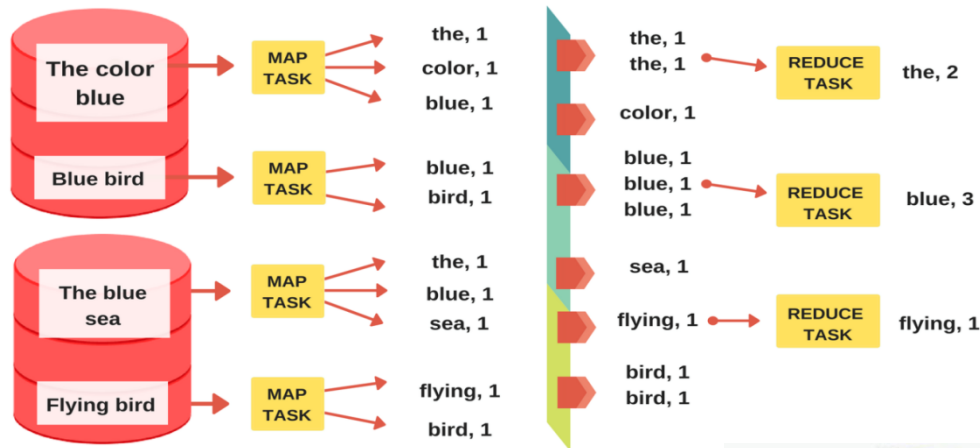 The color
blue
MAP
TASK
the, 1
color, 1
blue, 1
Blue bird
MAP
TASK
blue, 1
bird, 1
The blue
sea
MAP
TASK
the, 1
blue, 1
sea, 1
Flying bird
MAP
TASK
flying, 1
bird, 1
the, 1
the, 1
REDUCE
TASK
the, 2
color, 1
blue, 1
blue, 1
blue, 1
REDUCE
TASK
blue, 3
sea, 1
flying, 1
REDUCE
TASK
flying, 1
bird, 1
bird, 1